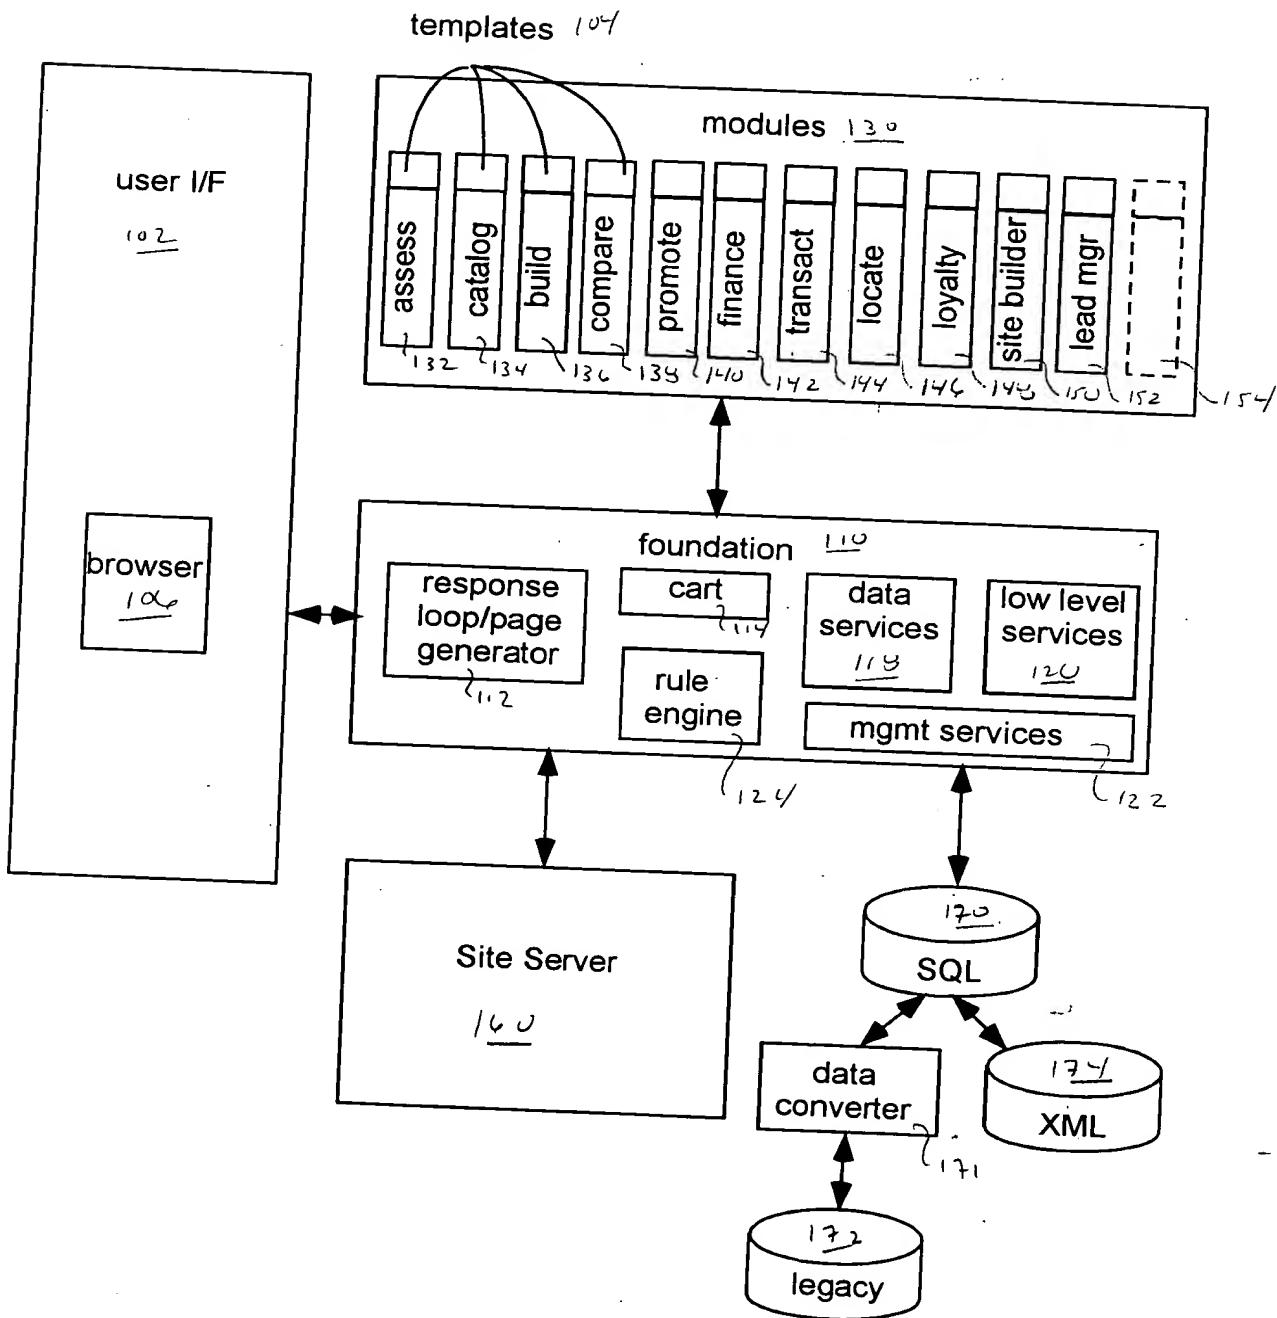 templates 104
modules 130
user I/F
102
assess
catalog
build
compare
promote
finance
transact
locate
loyalty
site builder
lead mgr
132
134
136
138
140
142
144
146
148
150
152
154
foundation 110
browser
106
response
loop/page
generator
112
cart
114
data
services
118
low level
services
120
rule
engine
124
mgmt services
122
Site Server
160
170
SQL
data
converter
171
174
XML
172
legacy